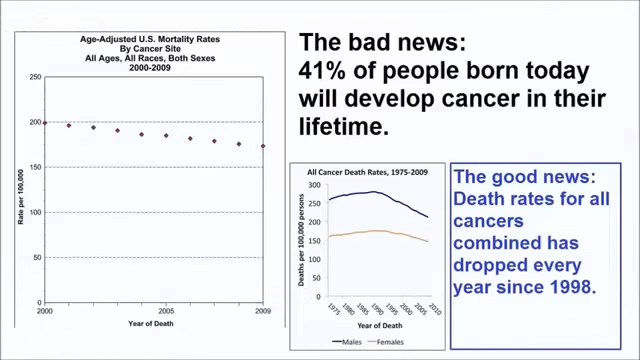 Age-Adjusted U.S. Mortality Rates
By Cancer Site
All Ages, All Races, Both Sexes
2000-2009
250
200
150
100
50
0
Rate per 100,000
2000
2005
2009
Year of Death
The bad news:
41% of people born today
will develop cancer in their
lifetime.
All Cancer Death Rates, 1975-2009
300
250
200
150
100
50
0
Deaths per 100,000 persons
1975
1980
1985
1990
1995
2000
2005
2010
Year of Death
Males
Females
The good news:
Death rates for all
cancers
combined has
dropped every
year since 1998.